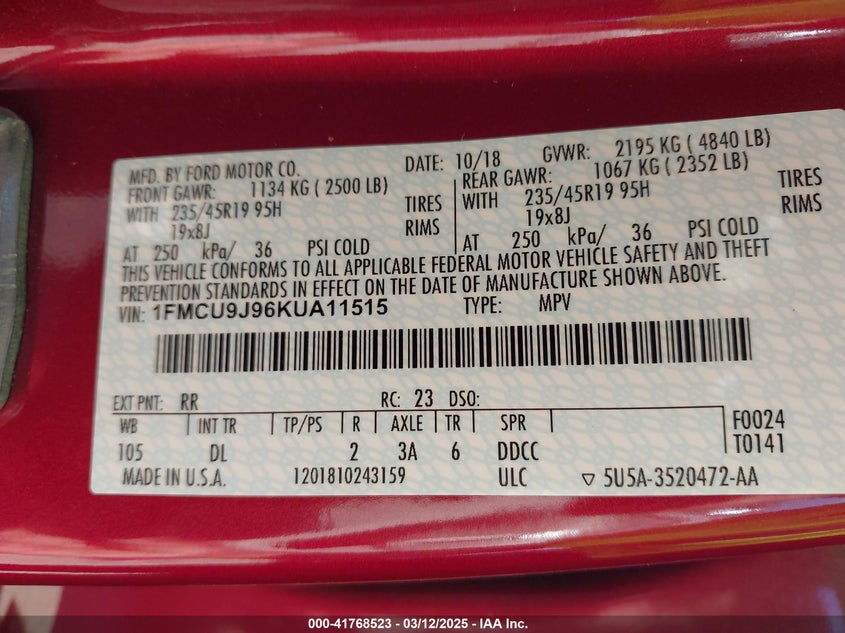 MFD. BY FORD MOTOR CO. DATE: 10/18 GVWR: 2195 KG ( 4840 LB)
FRONT GAWR: 1134 KG ( 2500 LB) REAR GAWR: 1067 KG ( 2352 LB)
WITH 235/45R19 95H TIRES WITH 235/45R19 95H TIRES
19x8J RIMS 19x8J RIMS
AT 250 kPa/ 36 PSI COLD AT 250 kPa/ 36 PSI COLD
THIS VEHICLE CONFORMS TO ALL APPLICABLE FEDERAL MOTOR VEHICLE SAFETY AND THEFT
PREVENTION STANDARDS IN EFFECT ON THE DATE OF MANUFACTURE SHOWN ABOVE.
VIN: 1FMCU9J96KUA11515 TYPE: MPV
EXT PNT: RR RC: 23 DSO:
WB INT TR TP/PS R AXLE TR SPR F0024
105 DL 2 3A 6 DDCC T0141
MADE IN U.S.A. 1201810243159 ULC ▽ 5U5A-3520472-AA
000-41768523 - 03/12/2025 - IAA Inc.